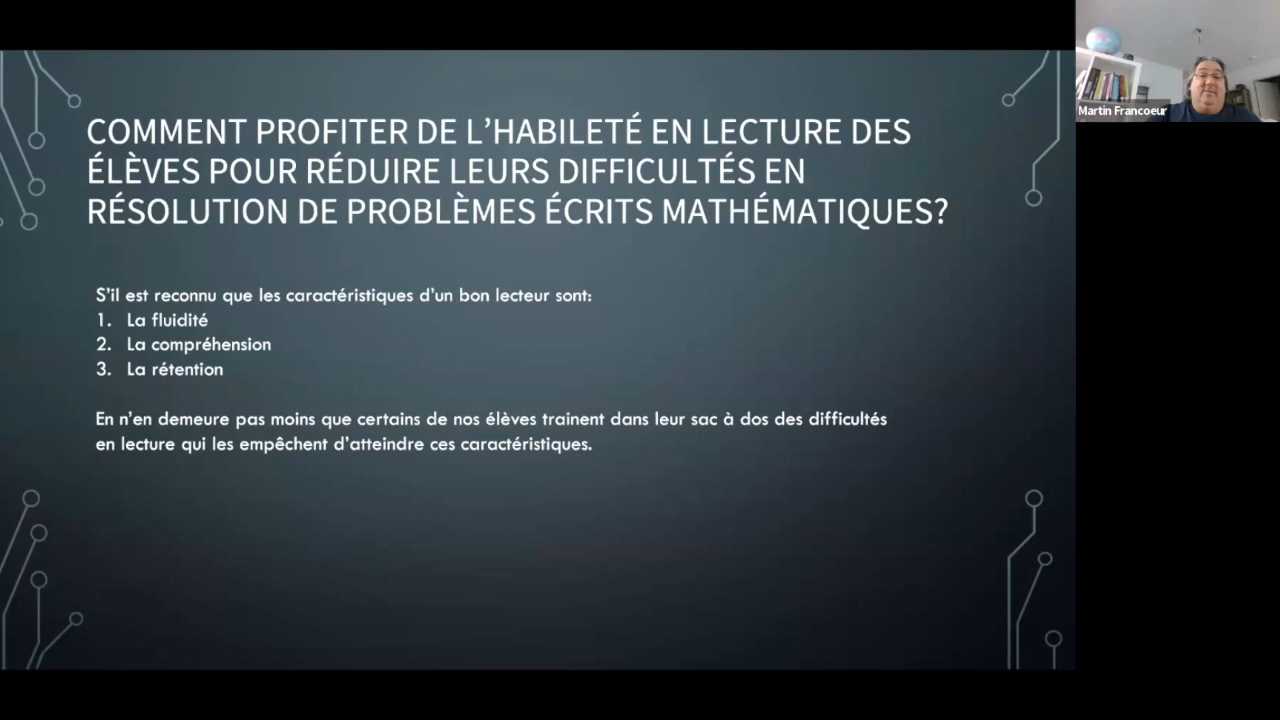 COMMENT PROFITER DE L'HABILETÉ EN LECTURE DES
ÉLÈVES POUR RÉDUIRE LEURS DIFFICULTÉS EN
RÉSOLUTION DE PROBLÈMES ÉCRITS MATHÉMATIQUES?
S'il est reconnu que les caractéristiques d'un bon lecteur sont:
1. La fluidité
2. La compréhension
3. La rétention
En n'en demeure pas moins que certains de nos élèves trainent dans leur sac à dos des difficultés
en lecture qui les empêchent d'atteindre ces caractéristiques.
Martin Francoeur